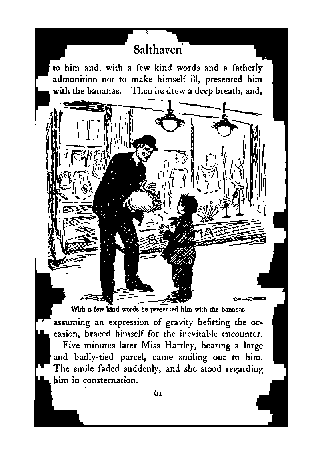 Salthaven
to him and, with a few kind words and a fatherly
admonition not to make himself ill, presented him
with the bananas. Then he drew a deep breath, and,
With a few kind words he presented him with the bananas
assuming an expression of gravity befitting the oc-
casion, braced himself for the inevitable encounter.
Five minutes later Miss Hartley, bearing a large
and badly-tied parcel, came smiling out to him.
The smile faded suddenly, and she stood regarding
him in consternation.
61